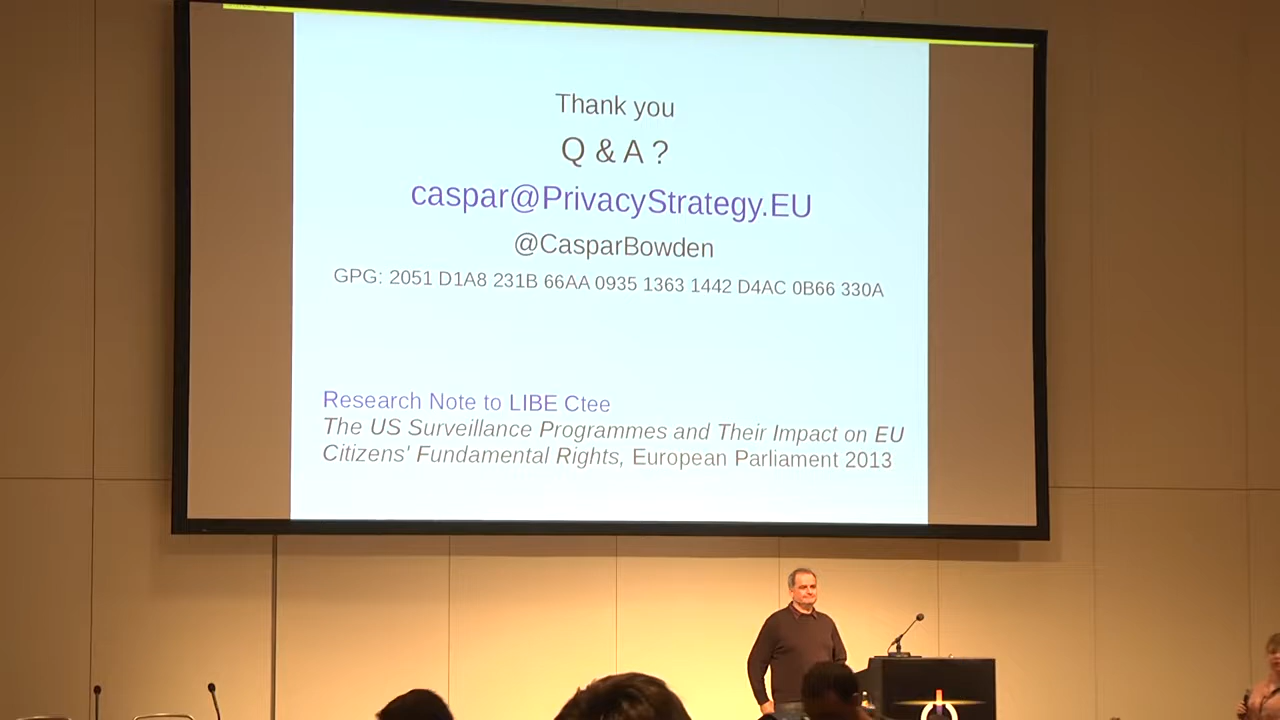 Thank you
Q & A ?
caspar@PrivacyStrategy.EU
@CasparBowden
GPG: 2051 D1A8 231B 66AA 0935 1363 1442 D4AC 0B66 330A
Research Note to LIBE Ctee
The US Surveillance Programmes and Their Impact on EU
Citizens' Fundamental Rights, European Parliament 2013